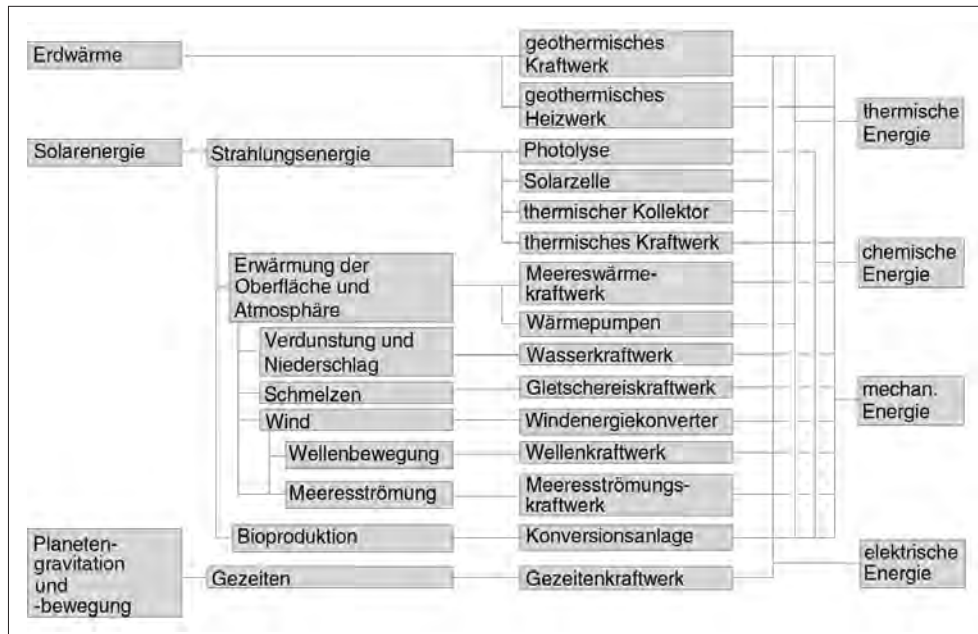 Erdwärme
Solarenergie
Planeten-
gravitation
und
-bewegung
Strahlungsenergie
Erwärmung der
Oberfläche und
Atmosphäre
Verdunstung und
Niederschlag
Schmelzen
Wind
Wellenbewegung
Meeresströmung
Bioproduktion
Gezeiten
geothermisches
Kraftwerk
geothermisches
Heizwerk
Photolyse
Solarzelle
thermischer Kollektor
thermisches Kraftwerk
Meereswärme-
kraftwerk
Wärmepumpen
Wasserkraftwerk
Gletschereiskraftwerk
Windenergiekonverter
Wellenkraftwerk
Meeresströmungs-
kraftwerk
Konversionsanlage
Gezeitenkraftwerk
thermische
Energie
chemische
Energie
mechan.
Energie
elektrische
Energie